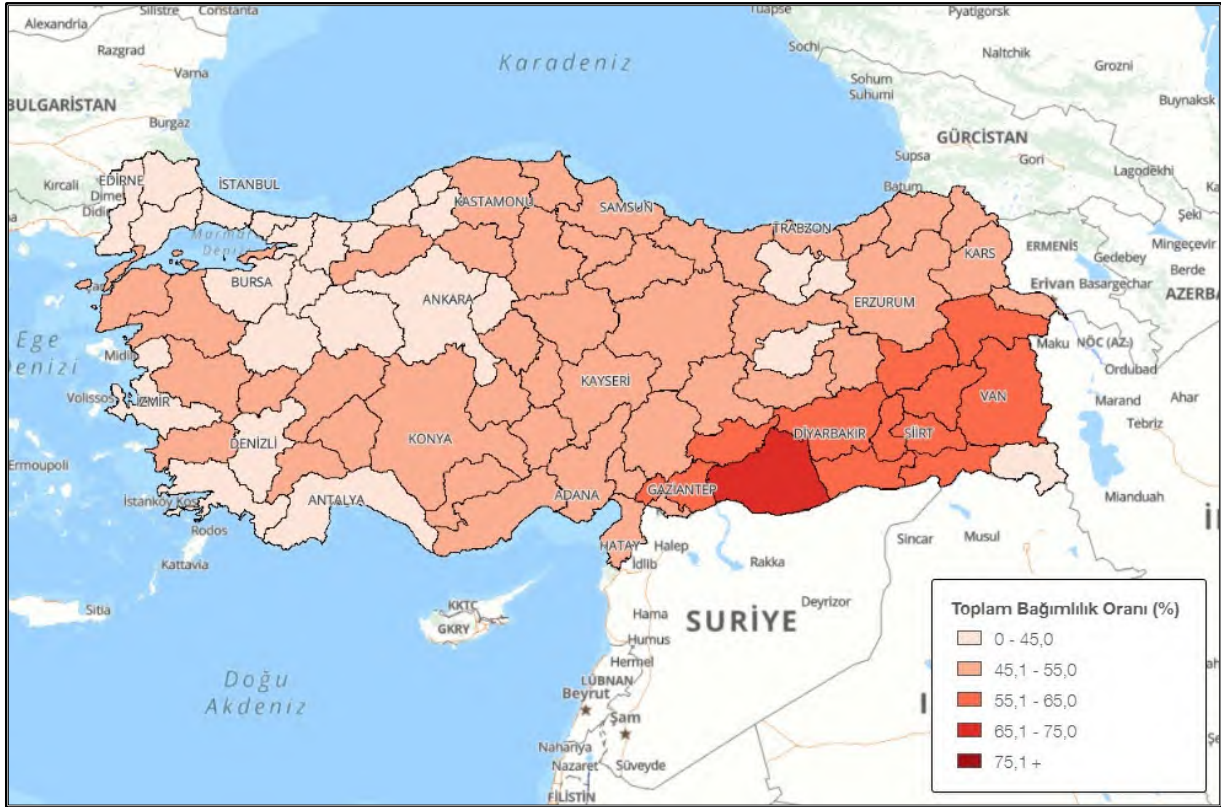 Alexandria
Silistre
Constanta
Tuapse
Pyatigorsk
Razgrad
Varna
Karadeniz
Sochi
Naltchik
Grozni
Sohum
Suhumi
Buynaksk
BULGARİSTAN
Burgaz
GÜRCİSTAN
Supsa
Gori
Lagodekhi
Kırcali
EDİRNE
İSTANBUL
Batum
Şeki
KASTAMONU
SAMSUN
TRABZON
KARS
ERMENİS
Mingeçevir
Gedebey
Berde
BURSA
ANKARA
ERZURUM
Erivan
Basargechar
Ege
Denizi
Maku
NÖC (AZ.)
Ordubad
KAYSERİ
VAN
Marand
Ahar
Volissos
İZMİR
DİYARBAKIR
SİİRT
Tebriz
DENİZLİ
KONYA
Ermoupoli
GAZİANTEP
ANTALYA
ADANA
Mianduah
İstanköy Kos
Rodos
HATAY
Halep
Sincar
Musul
Kattavia
İdlib
Rakka
Sitia
KKTC
GKRY
Hama
SURİYE
Deyrizor
Humus
Hermel
Doğu
Akdeniz
LÜBNAN
Beyrut
Şam
Nahariya
Nazaret
Süveyde
FİLİSTİN
Toplam Bağımlılık Oranı (%)
0 - 45,0
45,1 - 55,0
55,1 - 65,0
65,1 - 75,0
75,1 +